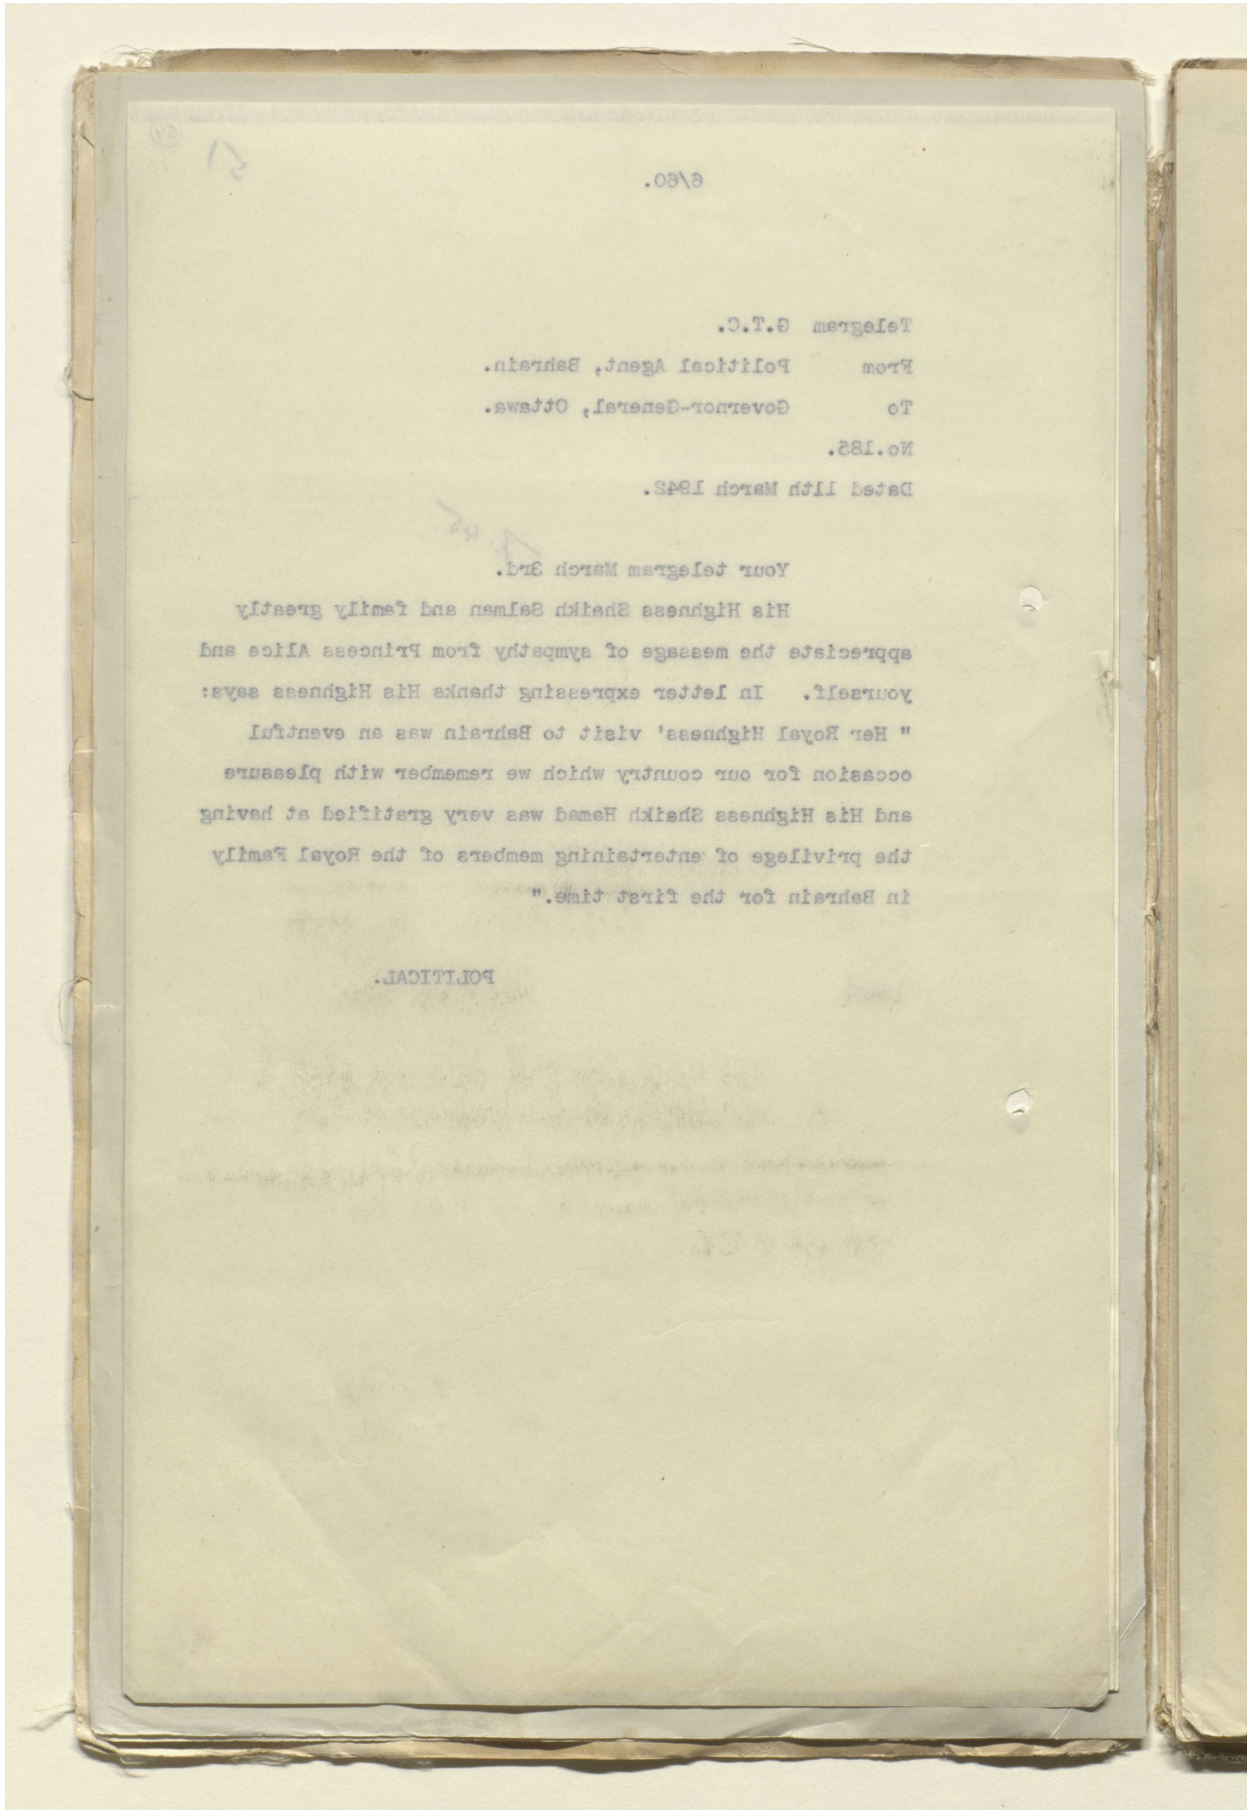 51
6/60.
Telegram G.T.C.
From Political Agent, Bahrain.
To Governor-General, Ottawa.
No.185.
Dated 11th March 1942.
Your telegram March 3rd.
His Highness Shaikh Salman and family greatly
appreciate the message of sympathy from Princess Alice and
yourself. In letter expressing thanks His Highness says:
" Her Royal Highness' visit to Bahrain was an eventful
occasion for our country which we remember with pleasure
and His Highness Shaikh Hamad was very gratified at having
the privilege of entertaining members of the Royal Family
in Bahrain for the first time."
POLITICAL.